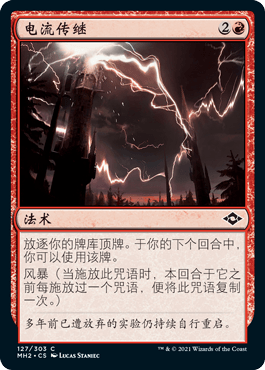 电流传继 2
法术
放逐你的牌库顶牌。于你的下个回合中，
你可以使用该牌。
风暴（当施放此咒语时，本回合于它之
前每施放过一个咒语，便将此咒语复制
一次。）
多年前已遭放弃的实验仍持续自行重启。
127/303 C
MH2 • CS LUKAS STANIEC
™ & © 2021 Wizards of the Coast